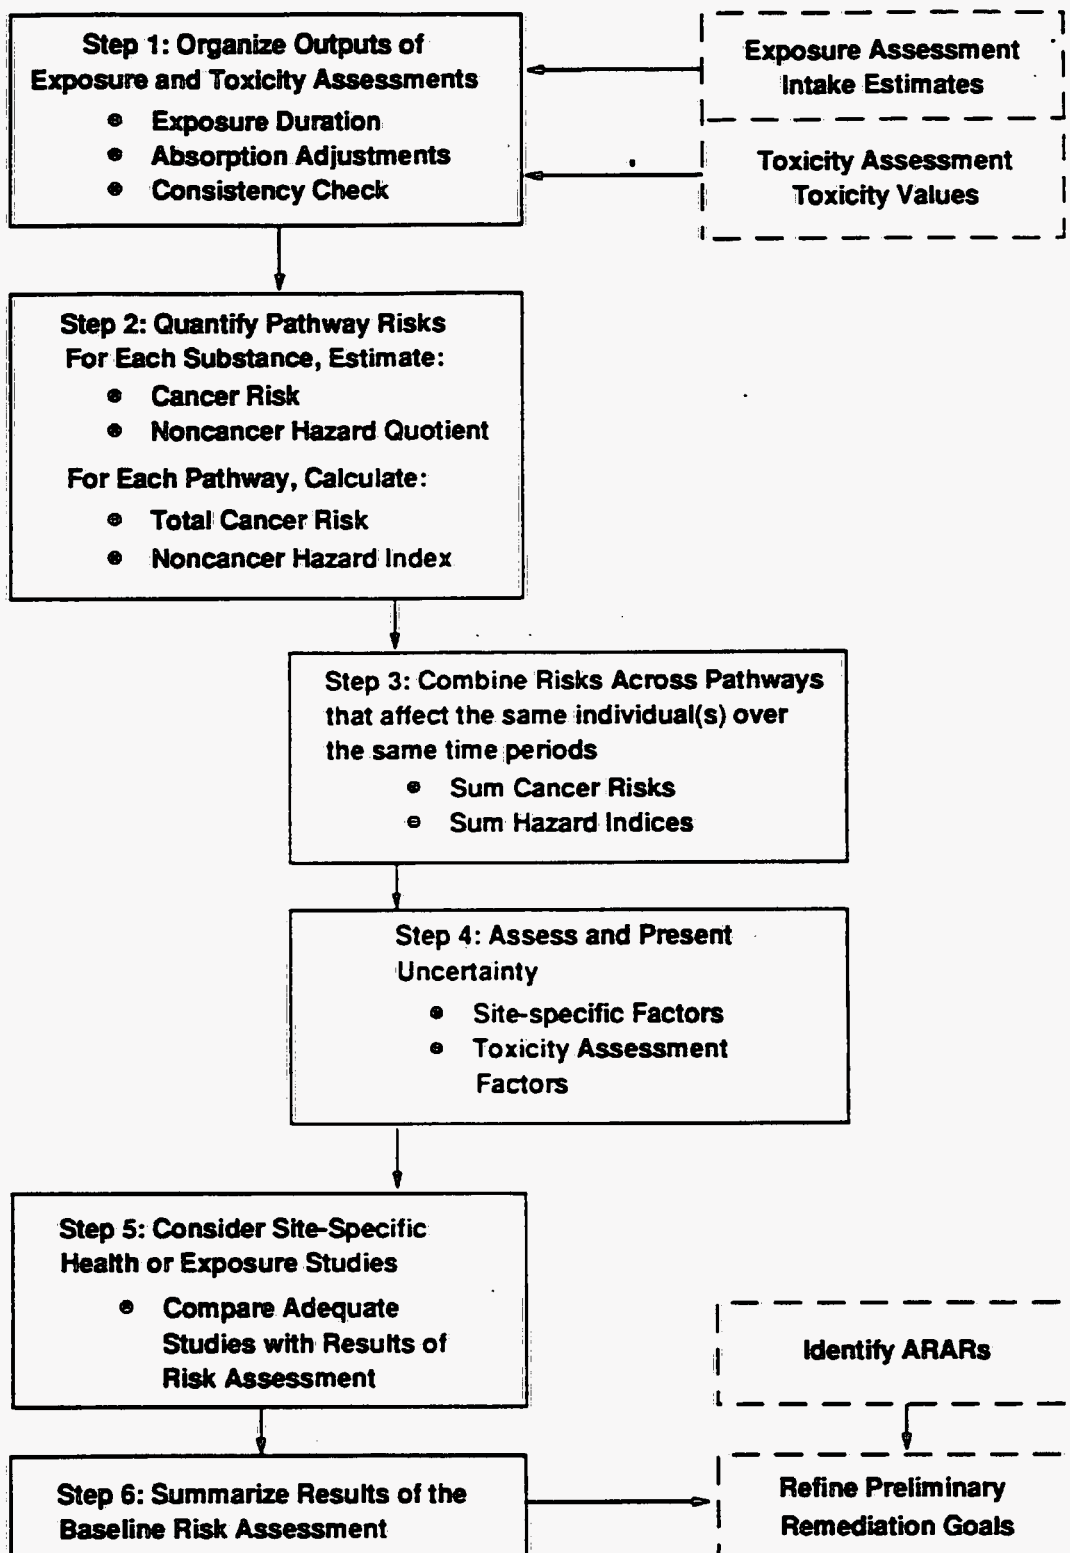 Step 1: Organize Outputs of
Exposure and Toxicity Assessments
• Exposure Duration
• Absorption Adjustments
• Consistency Check
Exposure Assessment
Intake Estimates
Toxicity Assessment
Toxicity Values
Step 2: Quantify Pathway Risks
For Each Substance, Estimate:
• Cancer Risk
• Noncancer Hazard Quotient
For Each Pathway, Calculate:
• Total Cancer Risk
• Noncancer Hazard Index
Step 3: Combine Risks Across Pathways
that affect the same individual(s) over
the same time periods
• Sum Cancer Risks
• Sum Hazard Indices
Step 4: Assess and Present
Uncertainty
• Site-specific Factors
• Toxicity Assessment
Factors
Step 5: Consider Site-Specific
Health or Exposure Studies
• Compare Adequate
Studies with Results of
Risk Assessment
Identify ARARs
Step 6: Summarize Results of the
Baseline Risk Assessment
Refine Preliminary
Remediation Goals